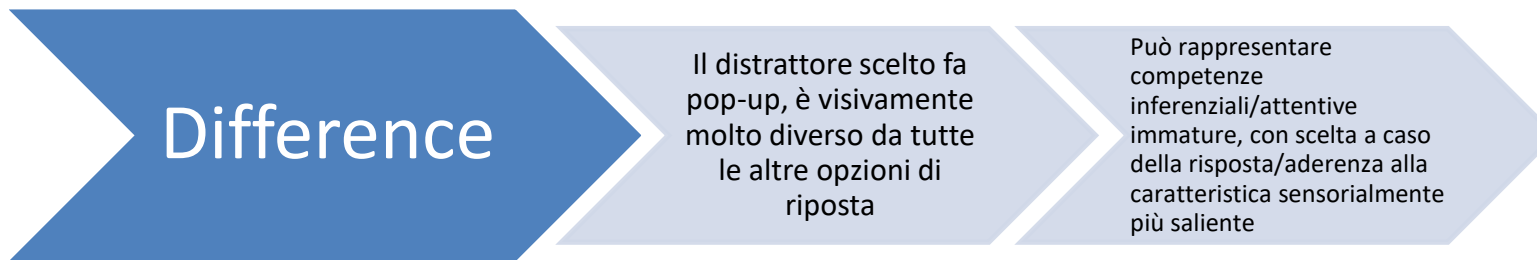 Difference
Il distrattore scelto fa
pop-up, è visivamente
molto diverso da tutte
le altre opzioni di
riposta
Può rappresentare
competenze
inferenziali/attentive
immature, con scelta a caso
della risposta/aderenza alla
caratteristica sensorialmente
più saliente